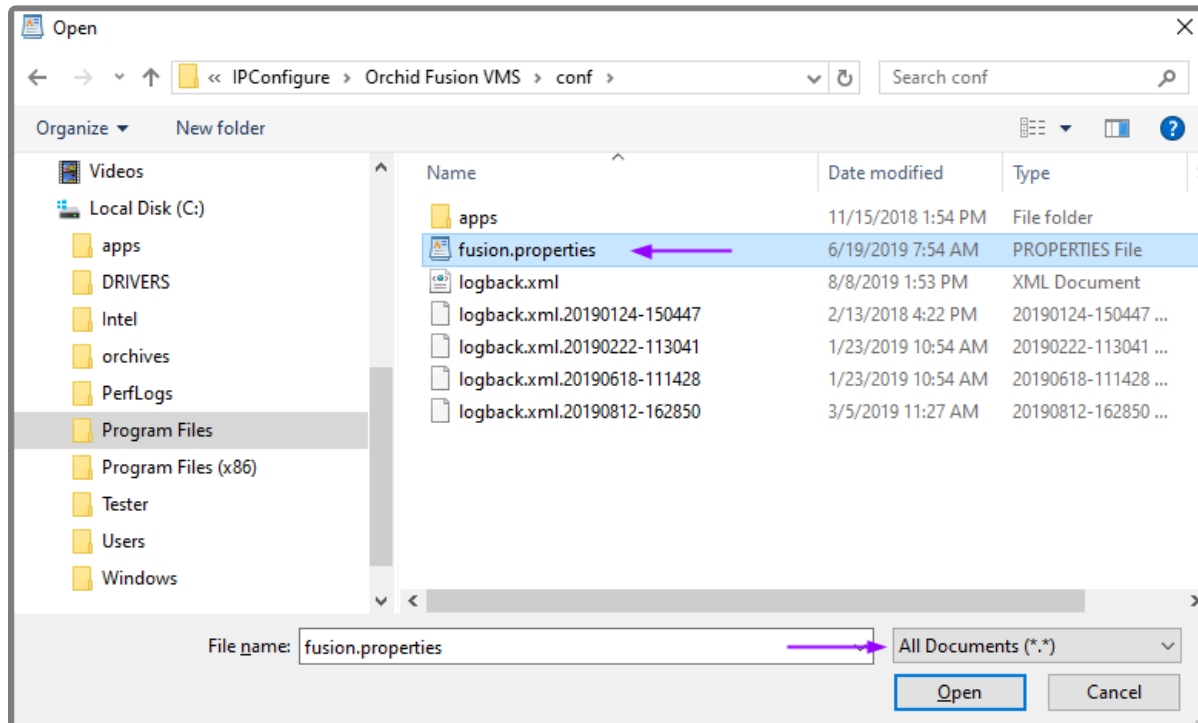 Open
« IPConfigure > Orchid Fusion VMS > conf > Search conf
Organize New folder ?
Videos
Local Disk (C:)
apps
DRIVERS
Intel
orchives
PerfLogs
Program Files
Program Files (x86)
Tester
Users
Windows
Name Date modified Type
apps 11/15/2018 1:54 PM File folder
fusion.properties 6/19/2019 7:54 AM PROPERTIES File
logback.xml 8/8/2019 1:53 PM XML Document
logback.xml.20190124-150447 2/13/2018 4:22 PM 20190124-150447 ...
logback.xml.20190222-113041 1/23/2019 10:54 AM 20190222-113041 ...
logback.xml.20190618-111428 1/23/2019 10:54 AM 20190618-111428 ...
logback.xml.20190812-162850 3/5/2019 11:27 AM 20190812-162850 ...
File name: fusion.properties All Documents (*.*)
Open Cancel